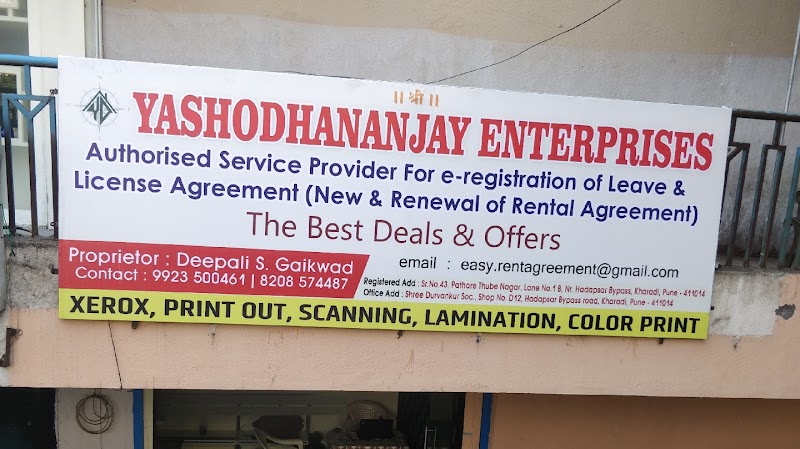 || श्री ||
YASHODHANANJAY ENTERPRISES
Authorised Service Provider For e-registration of Leave &
License Agreement (New & Renewal of Rental Agreement)
The Best Deals & Offers
Proprietor : Deepali S. Gaikwad
Contact : 9923 500461 | 8208 574487
email : easy.rentagreement@gmail.com
Registered Add : Sr.No.43, Pathare Thube Nagar, Lane No.1 B, Nr. Hadapsar Bypass, Kharadi, Pune - 411014
Office Add : Shree Durvankur Soc., Shop No. D12, Hadapsar Bypass road, Kharadi, Pune - 411014
XEROX, PRINT OUT, SCANNING, LAMINATION, COLOR PRINT